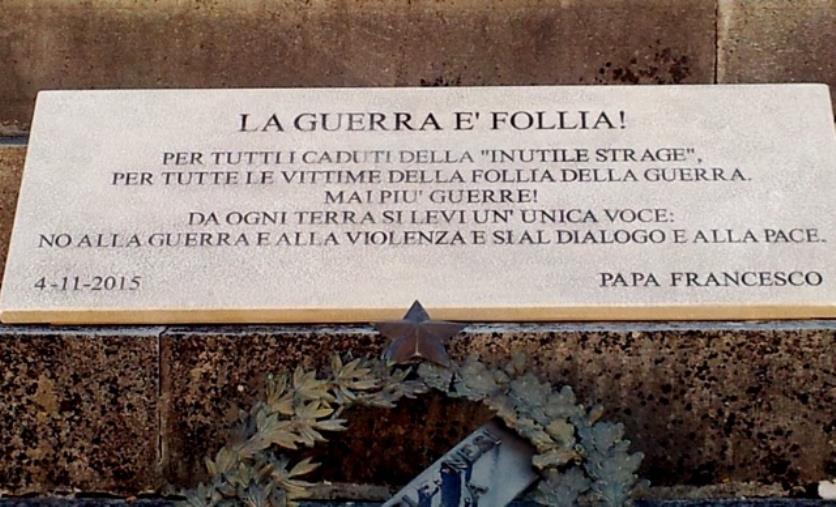 LA GUERRA E' FOLLIA!
PER TUTTI I CADUTI DELLA "INUTILE STRAGE",
PER TUTTE LE VITTIME DELLA FOLLIA DELLA GUERRA.
MAI PIU' GUERRE!
DA OGNI TERRA SI LEVI UN' UNICA VOCE:
NO ALLA GUERRA E ALLA VIOLENZA E SI AL DIALOGO E ALLA PACE.
4-11-2015 PAPA FRANCESCO